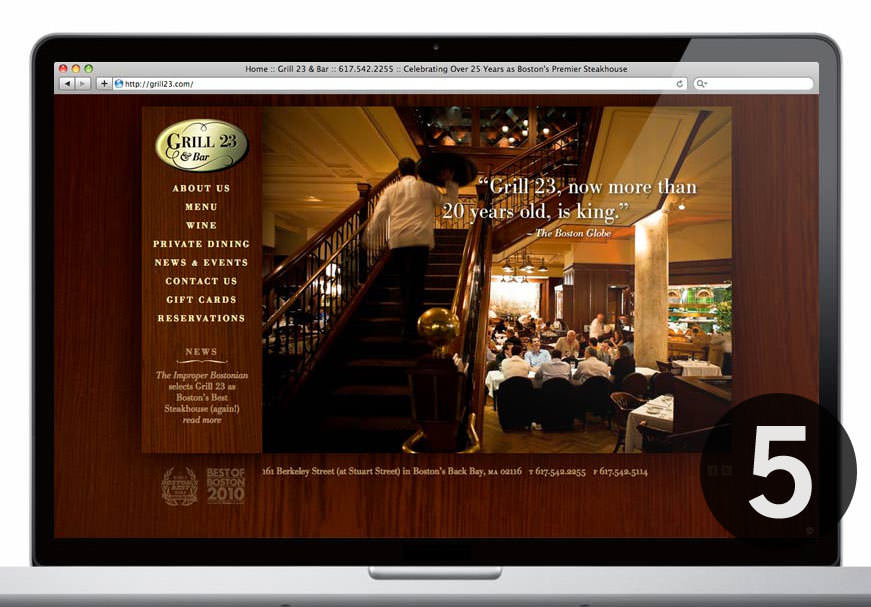 Home :: Grill 23 & Bar :: 617.542.2255 :: Celebrating Over 25 Years as Boston's Premier Steakhouse
http://grill23.com/
GRILL 23
& Bar
ABOUT US
MENU
WINE
PRIVATE DINING
NEWS & EVENTS
CONTACT US
GIFT CARDS
RESERVATIONS
NEWS
The Improper Bostonian
selects Grill 23 as
Boston's Best
Steakhouse (again!)
read more
“Grill 23, now more than
20 years old, is king.”
– The Boston Globe
161 Berkeley Street (at Stuart Street) in Boston's Back Bay, MA 02116 T 617.542.2255 F 617.542.5114
BOSTON'S
BEST
BEST OF
BOSTON
2010
5